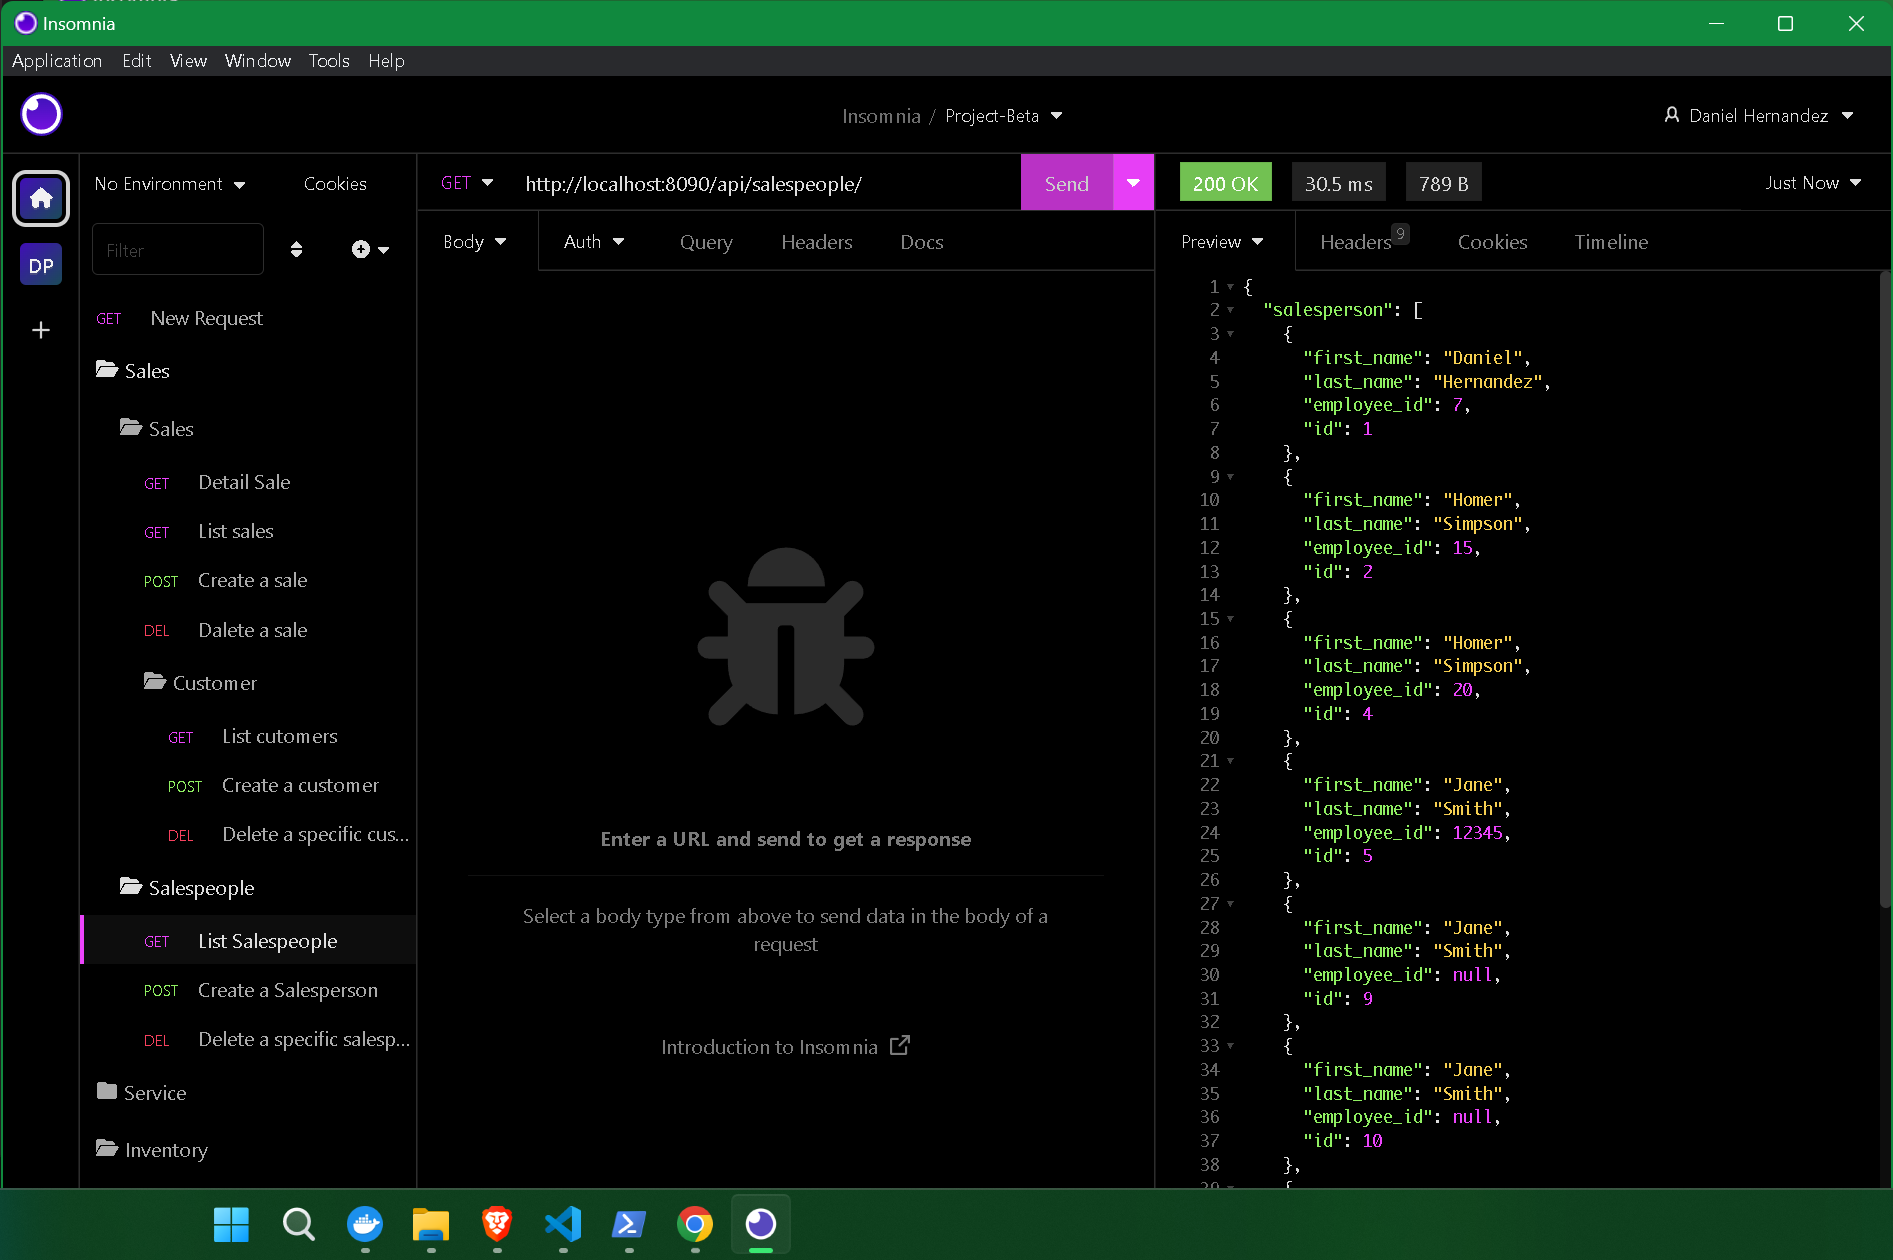 Insomnia
Application Edit View Window Tools Help
Insomnia / Project-Beta
Daniel Hernandez
DP
No Environment
Cookies
Filter
GET New Request
Sales
Sales
GET Detail Sale
GET List sales
POST Create a sale
DEL Dalete a sale
Customer
GET List cutomers
POST Create a customer
DEL Delete a specific cus...
Salespeople
GET List Salespeople
POST Create a Salesperson
DEL Delete a specific salesp...
Service
Inventory
GET http://localhost:8090/api/salespeople/ Send
Body Auth Query Headers Docs
Enter a URL and send to get a response
Select a body type from above to send data in the body of a
request
Introduction to Insomnia
200 OK 30.5 ms 789 B Just Now
Preview Headers 9 Cookies Timeline
1 {
2 "salesperson": [
3 {
4 "first_name": "Daniel",
5 "last_name": "Hernandez",
6 "employee_id": 7,
7 "id": 1
8 },
9 {
10 "first_name": "Homer",
11 "last_name": "Simpson",
12 "employee_id": 15,
13 "id": 2
14 },
15 {
16 "first_name": "Homer",
17 "last_name": "Simpson",
18 "employee_id": 20,
19 "id": 4
20 },
21 {
22 "first_name": "Jane",
23 "last_name": "Smith",
24 "employee_id": 12345,
25 "id": 5
26 },
27 {
28 "first_name": "Jane",
29 "last_name": "Smith",
30 "employee_id": null,
31 "id": 9
32 },
33 {
34 "first_name": "Jane",
35 "last_name": "Smith",
36 "employee_id": null,
37 "id": 10
38 },